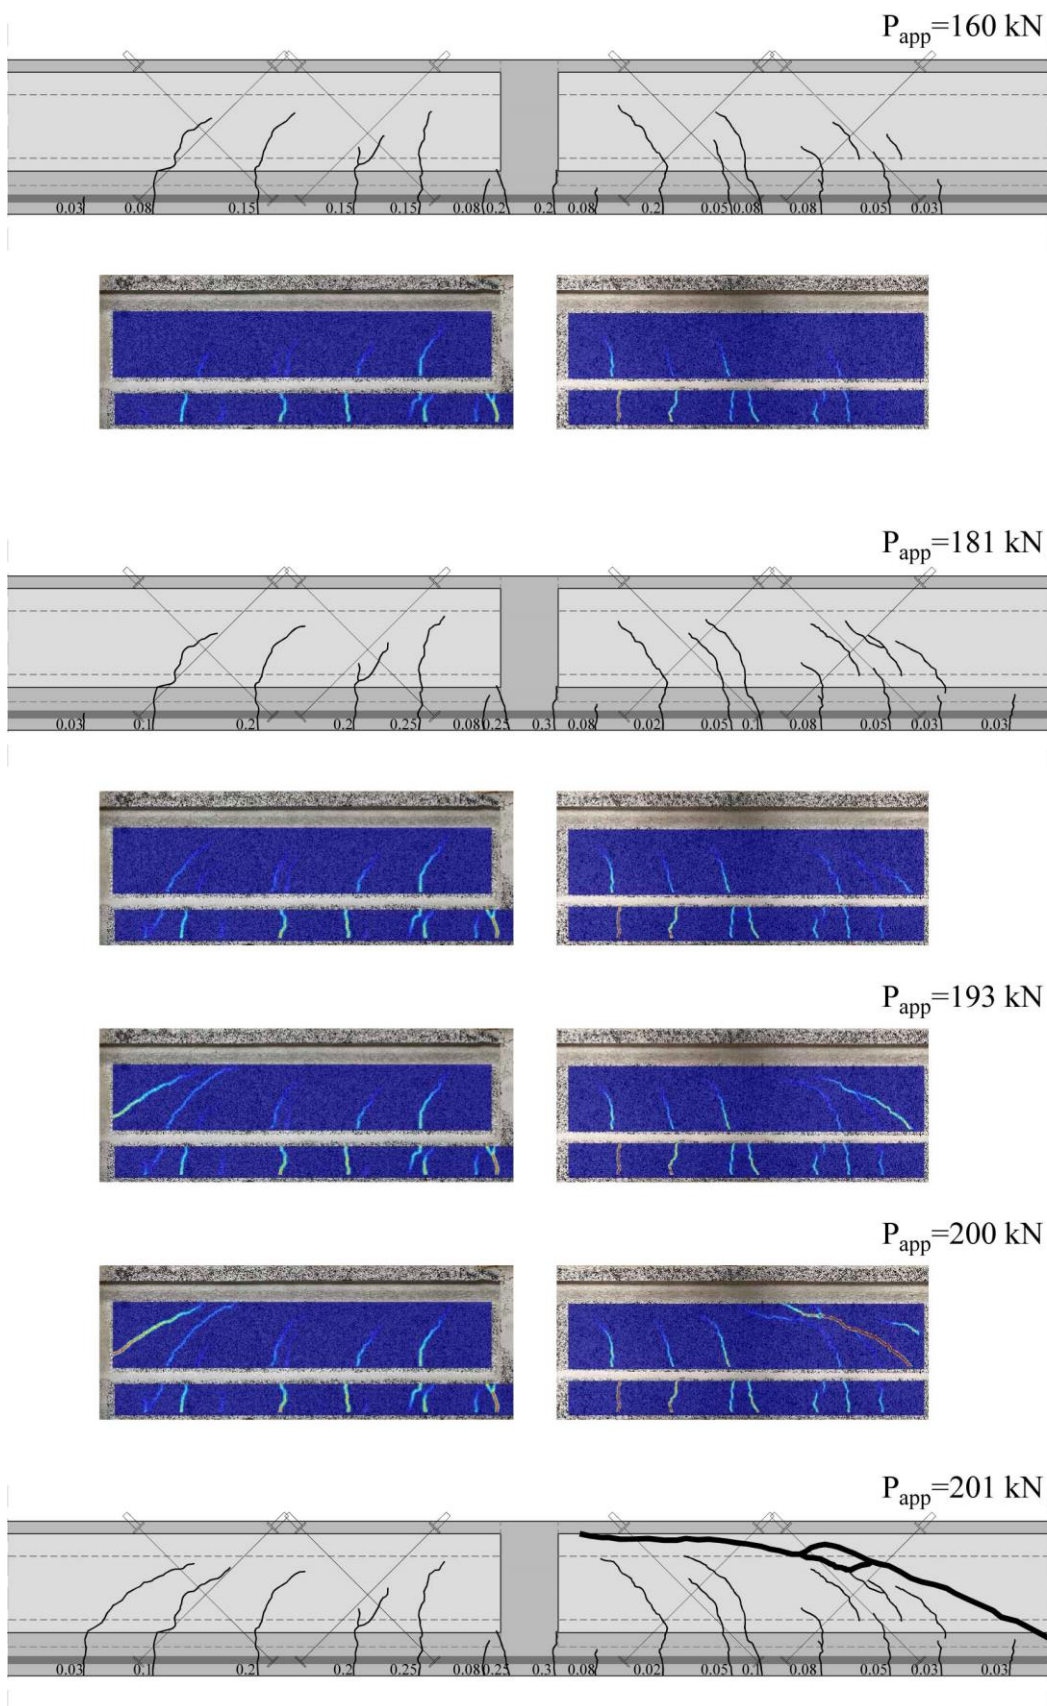 P_app=160 kN
0.03 0.08 0.15 0.15 0.15 0.08 0.2 0.2 0.08 0.2 0.05 0.08 0.08 0.05 0.03
P_app=181 kN
0.03 0.1 0.2 0.2 0.25 0.08 0.25 0.3 0.08 0.02 0.05 0.1 0.08 0.05 0.03 0.03
P_app=193 kN
P_app=200 kN
P_app=201 kN
0.03 0.1 0.2 0.2 0.25 0.08 0.25 0.3 0.08 0.02 0.05 0.1 0.08 0.05 0.03 0.03